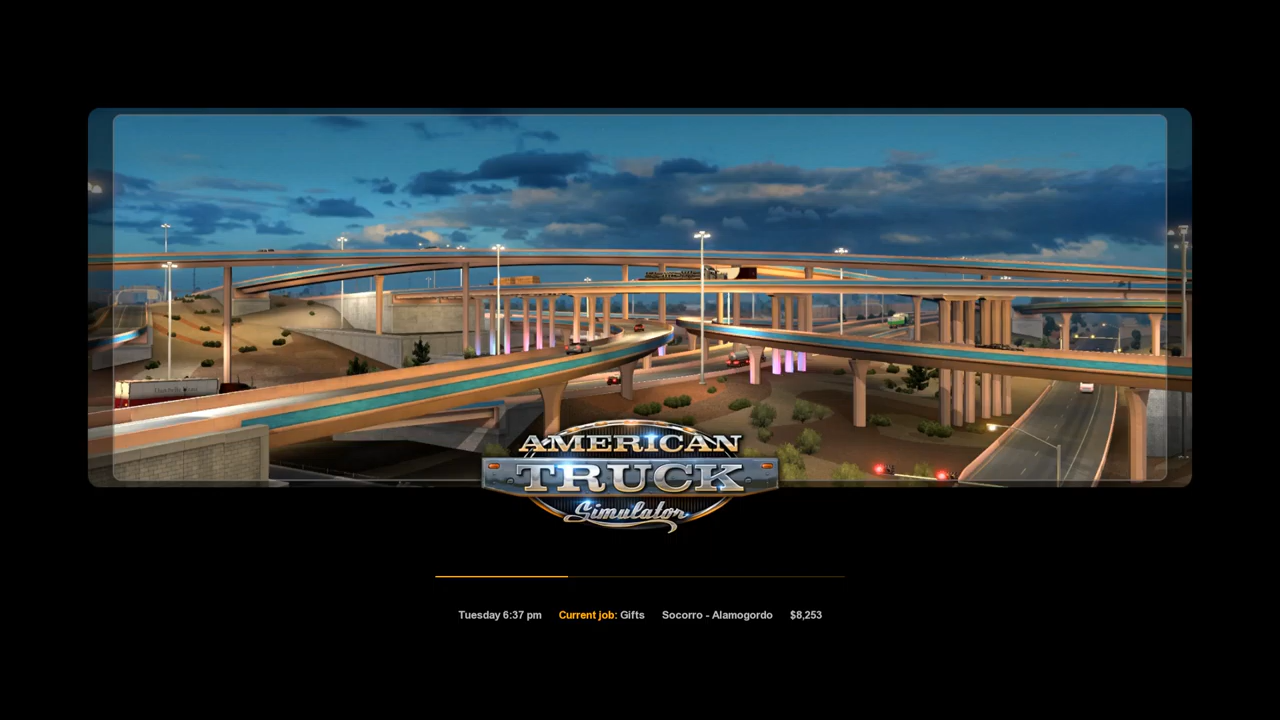 AMERICAN
TRUCK
Simulator
Tuesday 6:37 pm Current job: Gifts Socorro - Alamogordo $8,253